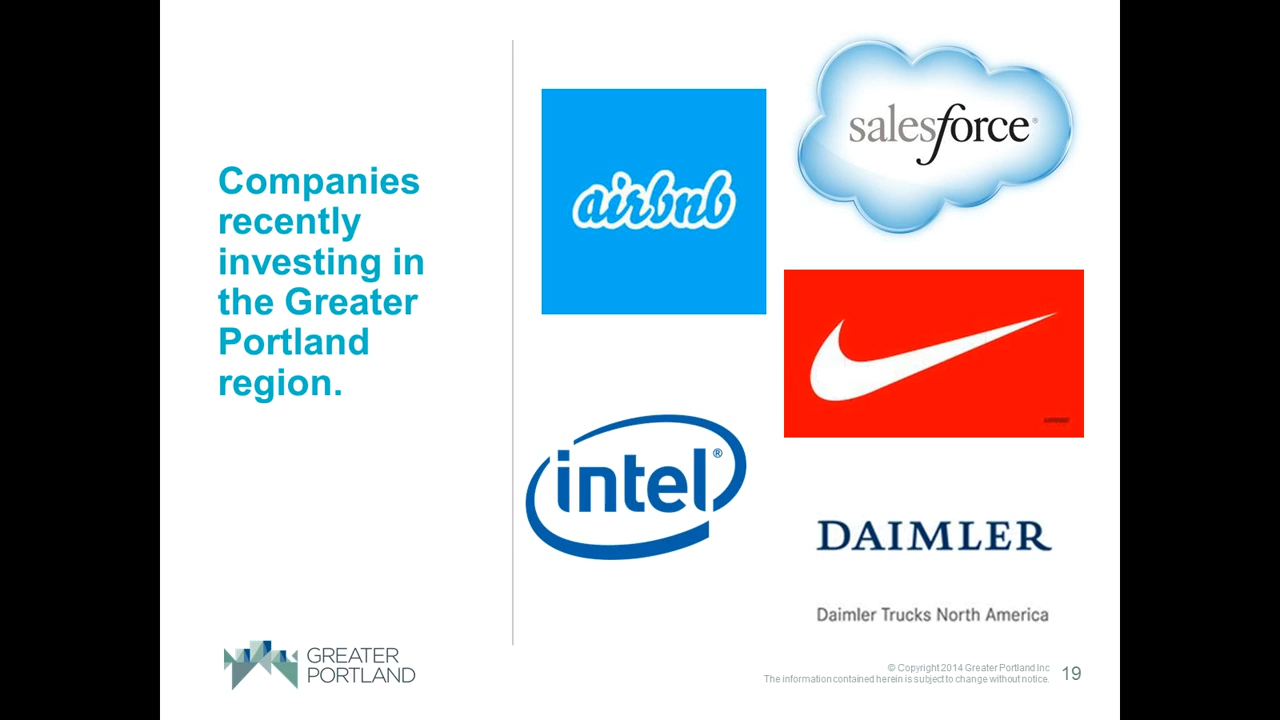 Companies
recently
investing in
the Greater
Portland
region.
airbnb
salesforce®
intel®
DAIMLER
Daimler Trucks North America
GREATER
PORTLAND
© Copyright 2014 Greater Portland Inc
The information contained herein is subject to change without notice.
19